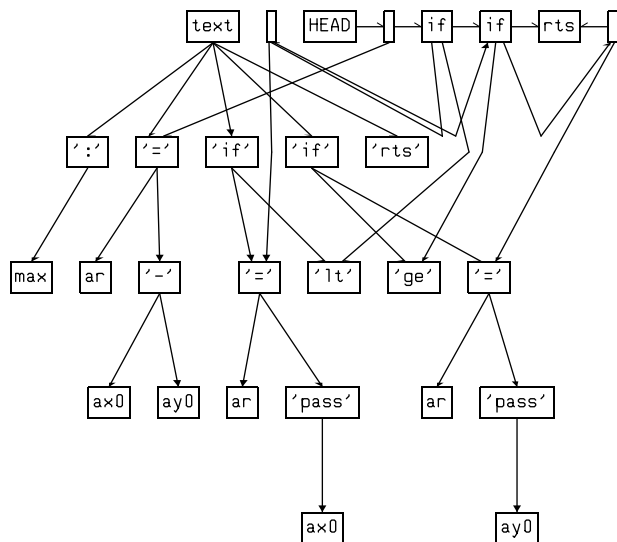 text HEAD if if rts
':' '=' 'if' 'if' 'rts'
max ar '-' '=' 'lt' 'ge' '='
ax0 ay0 ar 'pass' ar 'pass'
ax0 ay0